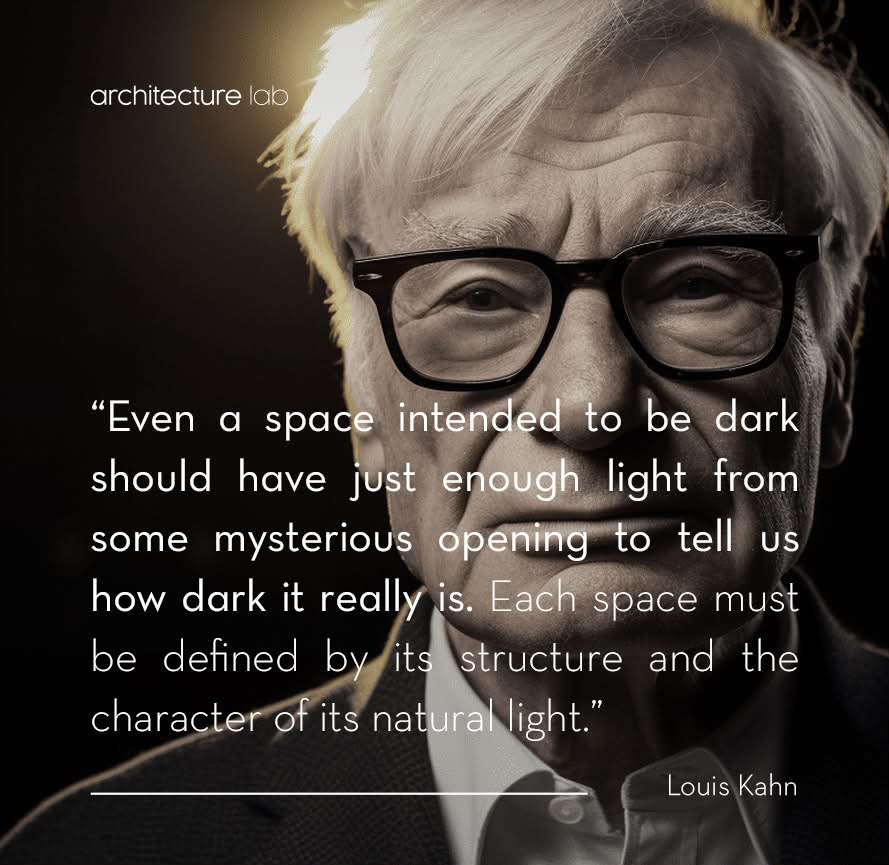 architecture lab
“Even a space intended to be dark
should have just enough light from
some mysterious opening to tell us
how dark it really is. Each space must
be defined by its structure and the
character of its natural light.”
Louis Kahn